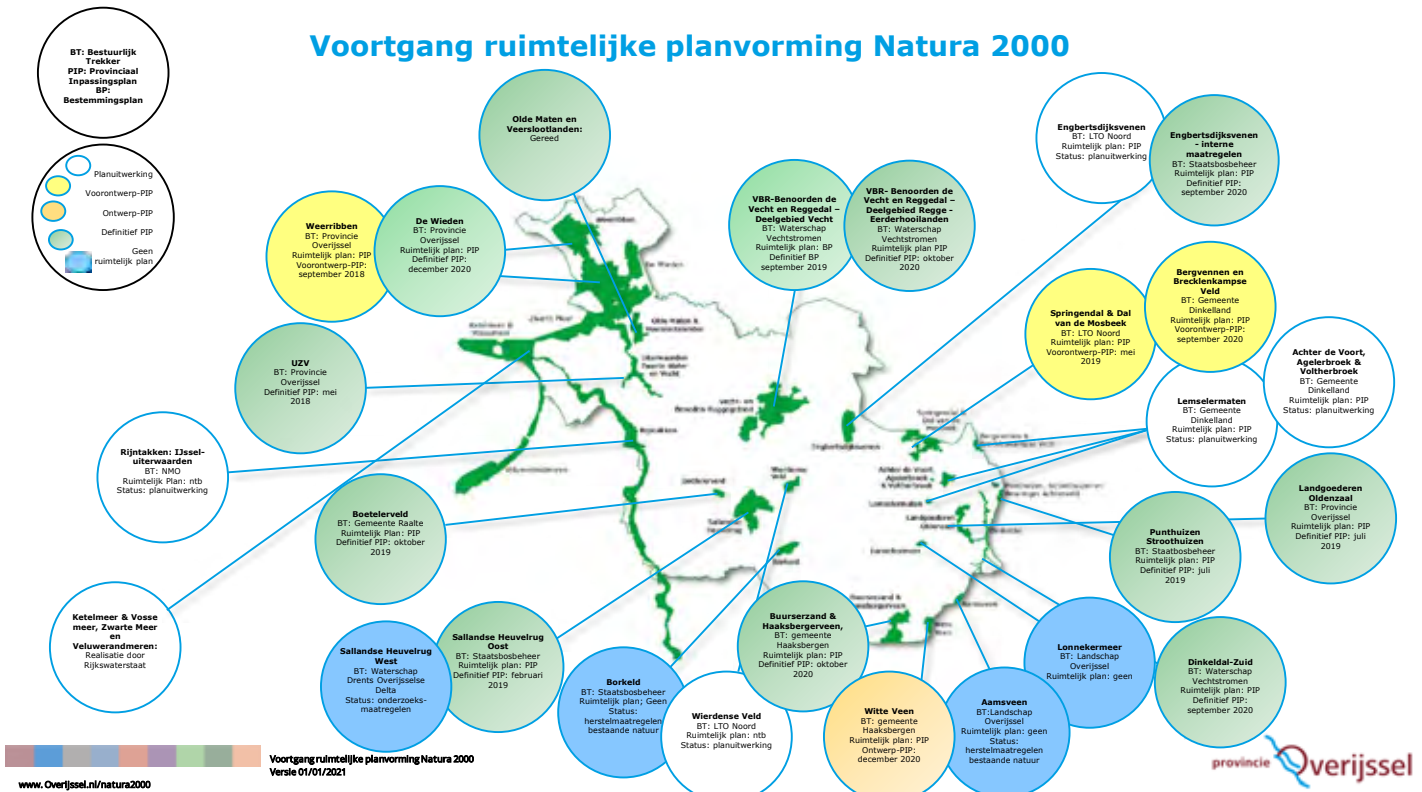 Voortgang ruimtelijke planvorming Natura 2000
BT: Bestuurlijk
Trekker
PIP: Provinciaal
Inpassingsplan
BP:
Bestemmingsplan
Planuitwerking
Voorontwerp-PIP
Ontwerp-PIP
Definitief PIP
Geen
ruimtelijk plan
Olde Maten en
Veerslootlanden:
Gereed
Weerribben
BT: Provincie
Overijssel
Ruimtelijk plan: PIP
Voorontwerp-PIP:
september 2018
De Wieden
BT: Provincie
Overijssel
Ruimtelijk plan: PIP
Definitief PIP:
december 2020
VBR-Benoorden de
Vecht en Reggedal –
Deelgebied Vecht
BT: Waterschap
Vechtstromen
Ruimtelijk plan: BP
Definitief BP
september 2019
VBR- Benoorden de
Vecht en Reggedal –
Deelgebied Regge -
Eerderhooilanden
BT: Waterschap
Vechtstromen
Ruimtelijk plan PIP
Definitief PIP: oktober
2020
Engbertsdijksvenen
BT: LTO Noord
Ruimtelijk plan: PIP
Status: planuitwerking
Engbertsdijksvenen
- interne
maatregelen
BT: Staatsbosbeheer
Ruimtelijk plan: PIP
Definitief PIP:
september 2020
Springendal & Dal
van de Mosbeek
BT: LTO Noord
Ruimtelijk plan: PIP
Voorontwerp-PIP: mei
2019
Bergvennen en
Brecklenkampse
Veld
BT: Gemeente
Dinkelland
Ruimtelijk plan: PIP
Voorontwerp-PIP:
september 2020
Achter de Voort,
Agelerbroek &
Voltherbroek
BT: Gemeente
Dinkelland
Ruimtelijk plan: PIP
Status: planuitwerking
Lemselermaten
BT: Gemeente
Dinkelland
Ruimtelijk plan: PIP
Status: planuitwerking
UZV
BT: Provincie
Overijssel
Definitief PIP: mei
2018
Rijntakken: IJssel-
uiterwaarden
BT: NMO
Ruimtelijk Plan: ntb
Status: planuitwerking
Boetelerveld
BT: Gemeente Raalte
Ruimtelijk plan: PIP
Definitief PIP: oktober
2019
Landgoederen
Oldenzaal
BT: Provincie
Overijssel
Ruimtelijk plan: PIP
Definitief PIP: juli
2019
Punthuizen
Stroothuizen
BT: Staatsbosbeheer
Ruimtelijk plan: PIP
Definitief PIP: juli
2019
Ketelmeer & Vosse
meer, Zwarte Meer
en
Veluwerandmeren:
Realisatie door
Rijkswaterstaat
Sallandse Heuvelrug
West
BT: Waterschap
Drents Overijsselse
Delta
Status: onderzoeks-
maatregelen
Sallandse Heuvelrug
Oost
BT: Staatsbosbeheer
Ruimtelijk plan: PIP
Definitief PIP: februari
2019
Borkeld
BT: Staatsbosbeheer
Ruimtelijk plan; Geen
Status:
herstelmaatregelen
bestaande natuur
Wierdense Veld
BT: LTO Noord
Ruimtelijk plan: ntb
Status: planuitwerking
Buurserzand &
Haaksbergerveen,
BT: gemeente
Haaksbergen
Ruimtelijk plan: PIP
Definitief PIP: oktober
2020
Witte Veen
BT: gemeente
Haaksbergen
Ruimtelijk plan: PIP
Ontwerp-PIP:
december 2020
Aamsveen
BT:Landschap
Overijssel
Ruimtelijk plan: geen
Status:
herstelmaatregelen
bestaande natuur
Lonnekermeer
BT: Landschap
Overijssel
Ruimtelijk plan: geen
Dinkeldal-Zuid
BT: Waterschap
Vechtstromen
Ruimtelijk plan: PIP
Definitief PIP:
september 2020
Voortgang ruimtelijke planvorming Natura 2000
Versie 01/01/2021
www. Overijssel.nl/natura2000
provincie Overijssel